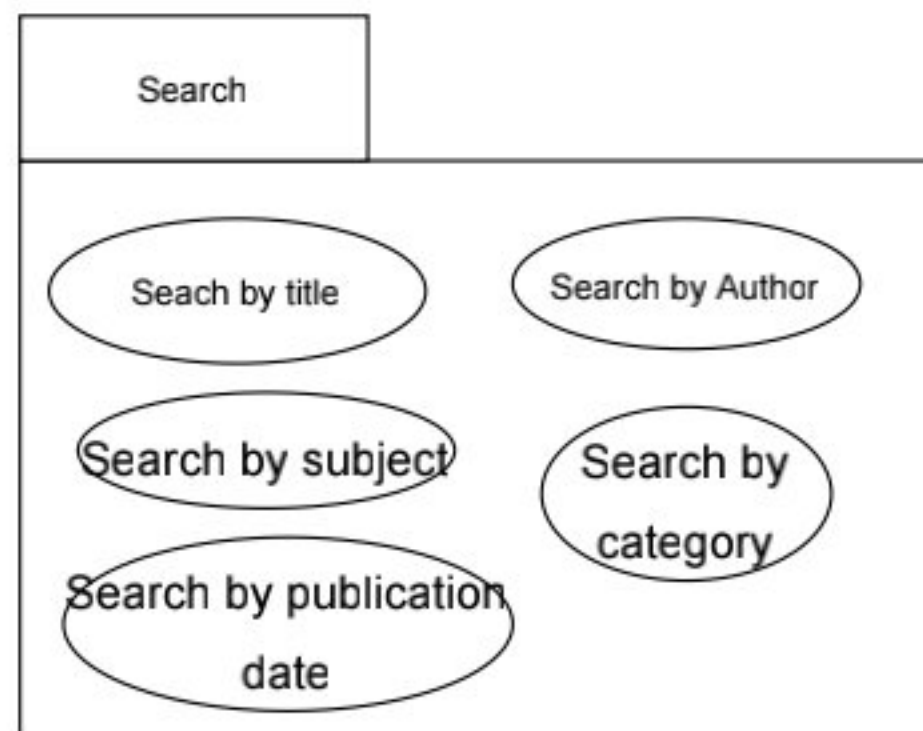 Search
Seach by title
Search by Author
Search by subject
Search by
category
Search by publication
date